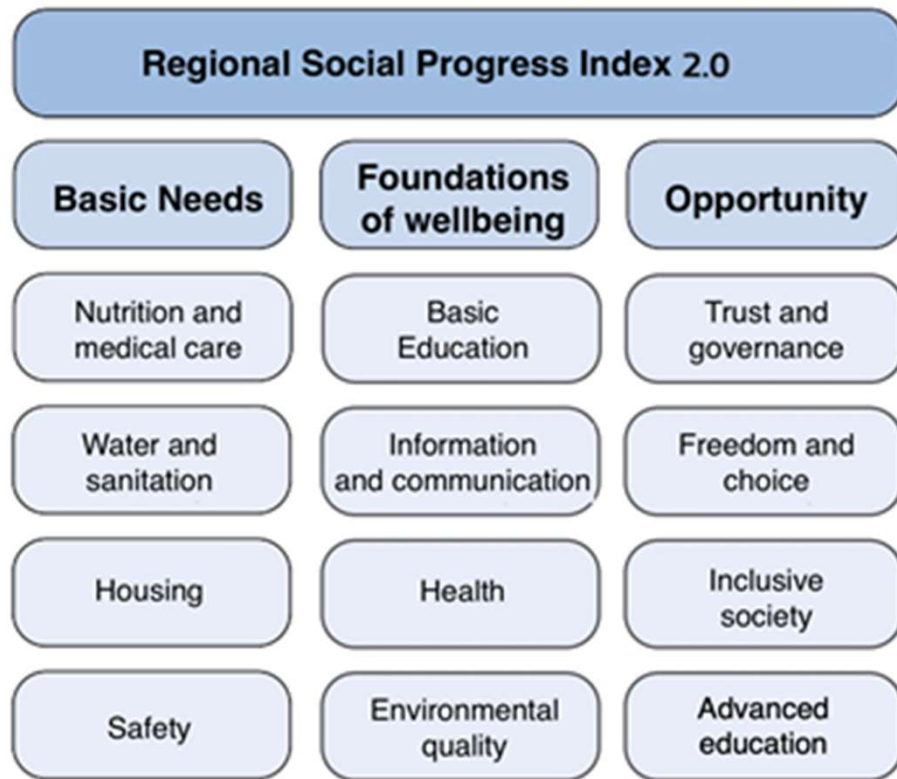 Regional Social Progress Index 2.0
Basic Needs
Foundations
of wellbeing
Opportunity
Nutrition and
medical care
Basic
Education
Trust and
governance
Water and
sanitation
Information
and communication
Freedom and
choice
Housing
Health
Inclusive
society
Safety
Environmental
quality
Advanced
education